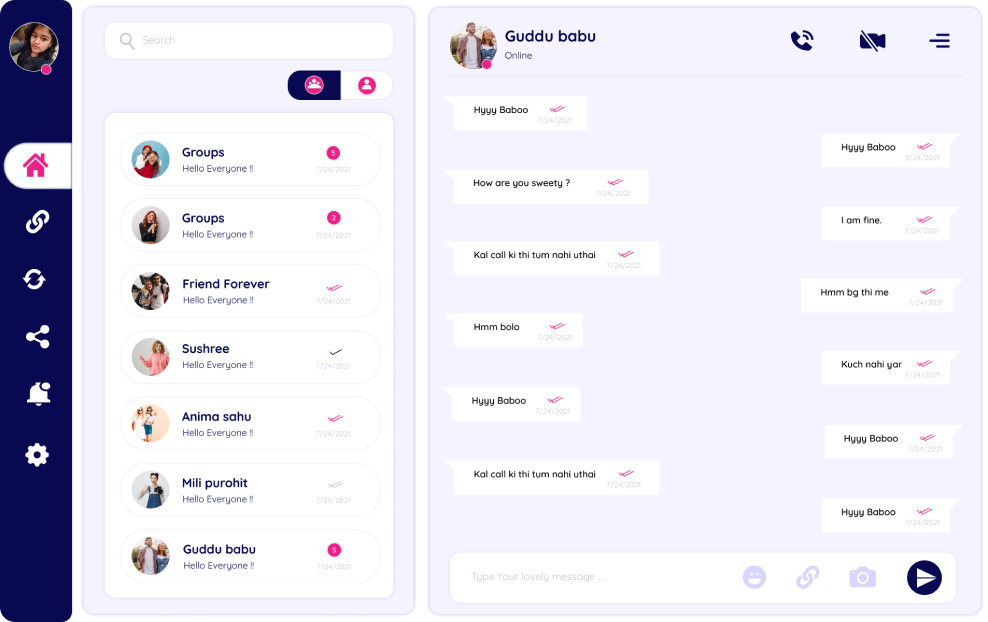 Search
Groups
5
Hello Everyone !!
7/24/2021
Groups
2
Hello Everyone !!
7/24/2021
Friend Forever
Hello Everyone !!
7/24/2021
Sushree
Hello Everyone !!
7/24/2021
Anima sahu
Hello Everyone !!
7/24/2021
Mili purohit
Hello Everyone !!
7/24/2021
Guddu babu
5
Hello Everyone !!
7/24/2021
Guddu babu
Online
Hyyy Baboo
7/24/2021
Hyyy Baboo
7/24/2021
How are you sweety ?
7/24/2021
I am fine.
7/24/2021
Kal call ki thi tum nahi uthai
7/24/2021
Hmm bg thi me
7/24/2021
Hmm bolo
7/24/2021
Kuch nahi yar
7/24/2021
Hyyy Baboo
7/24/2021
Hyyy Baboo
7/24/2021
Kal call ki thi tum nahi uthai
7/24/2021
Hyyy Baboo
7/24/2021
Type Your lovely message ...